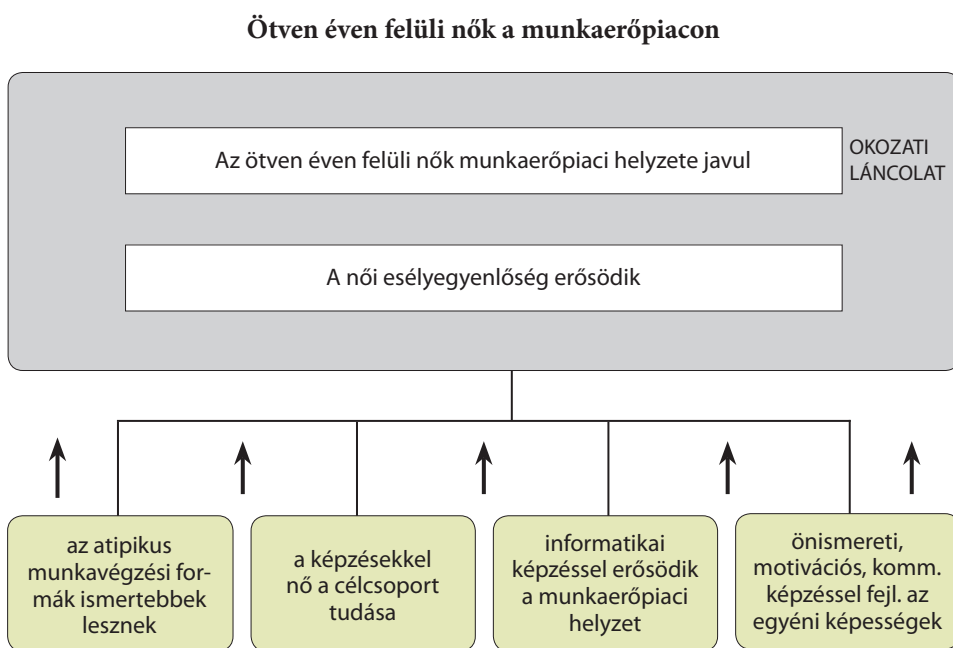 Ötven éven felüli nők a munkaerőpiacon
Az ötven éven felüli nők munkaerőpiaci helyzete javul
OKOZATI
LÁNCOLAT
A női esélyegyenlőség erősödik
az atipikus
munkavégzési for-
mák ismertebbek
lesznek
a képzésekkel
nő a célcsoport
tudása
informatikai
képzéssel erősödik
a munkaerőpiaci
helyzet
önismereti,
motivációs, komm.
képzéssel fejl. az
egyéni képességek